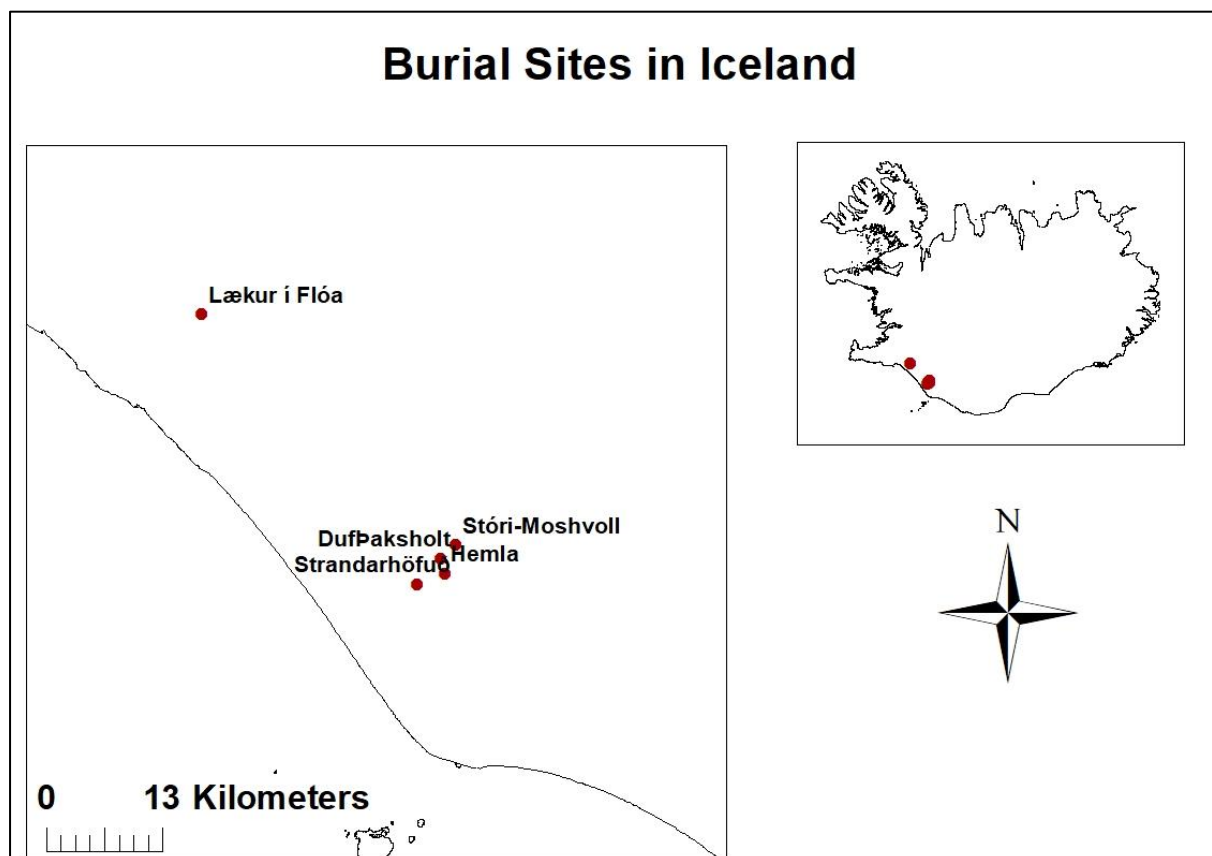 Burial Sites in Iceland
Lækur í Flóa
Stóri-Moshvoll
DufÞaksholt
Hemla
Strandarhöfuð
N
0 13 Kilometers